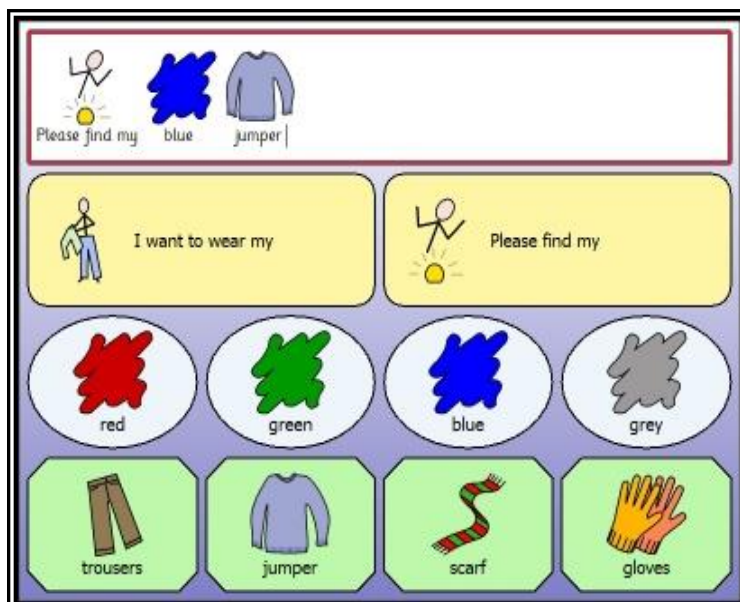 Please find my blue jumper
I want to wear my
Please find my
red green blue grey
trousers jumper scarf gloves